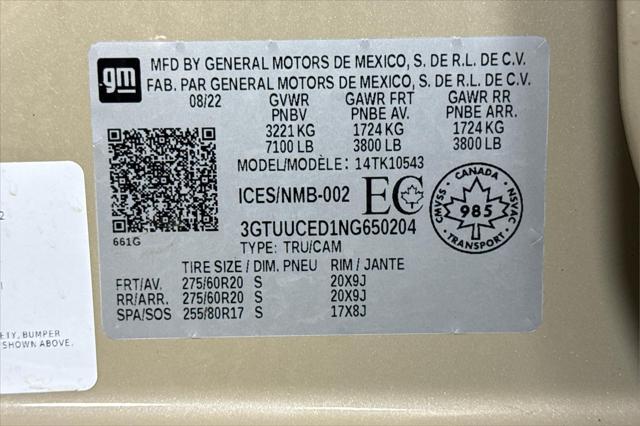 gm
MFD BY GENERAL MOTORS DE MEXICO, S. DE R.L. DE C.V.
FAB. PAR GENERAL MOTORS DE MEXICO, S. DE R.L. DE C.V.
08/22 GVWR GAWR FRT GAWR RR
PNBV PNBE AV. PNBE ARR.
3221 KG 1724 KG 1724 KG
7100 LB 3800 LB 3800 LB
MODEL/MODÈLE: 14TK10543
ICES/NMB-002 EC
CANADA CMVSS 985 NSVAC TRANSPORT
3GTUUCED1NG650204
661G TYPE: TRU/CAM
TIRE SIZE / DIM. PNEU RIM / JANTE
FRT/AV. 275/60R20 S 20X9J
RR/ARR. 275/60R20 S 20X9J
SPA/SOS 255/80R17 S 17X8J
2
ETY, BUMPER
SHOWN ABOVE.